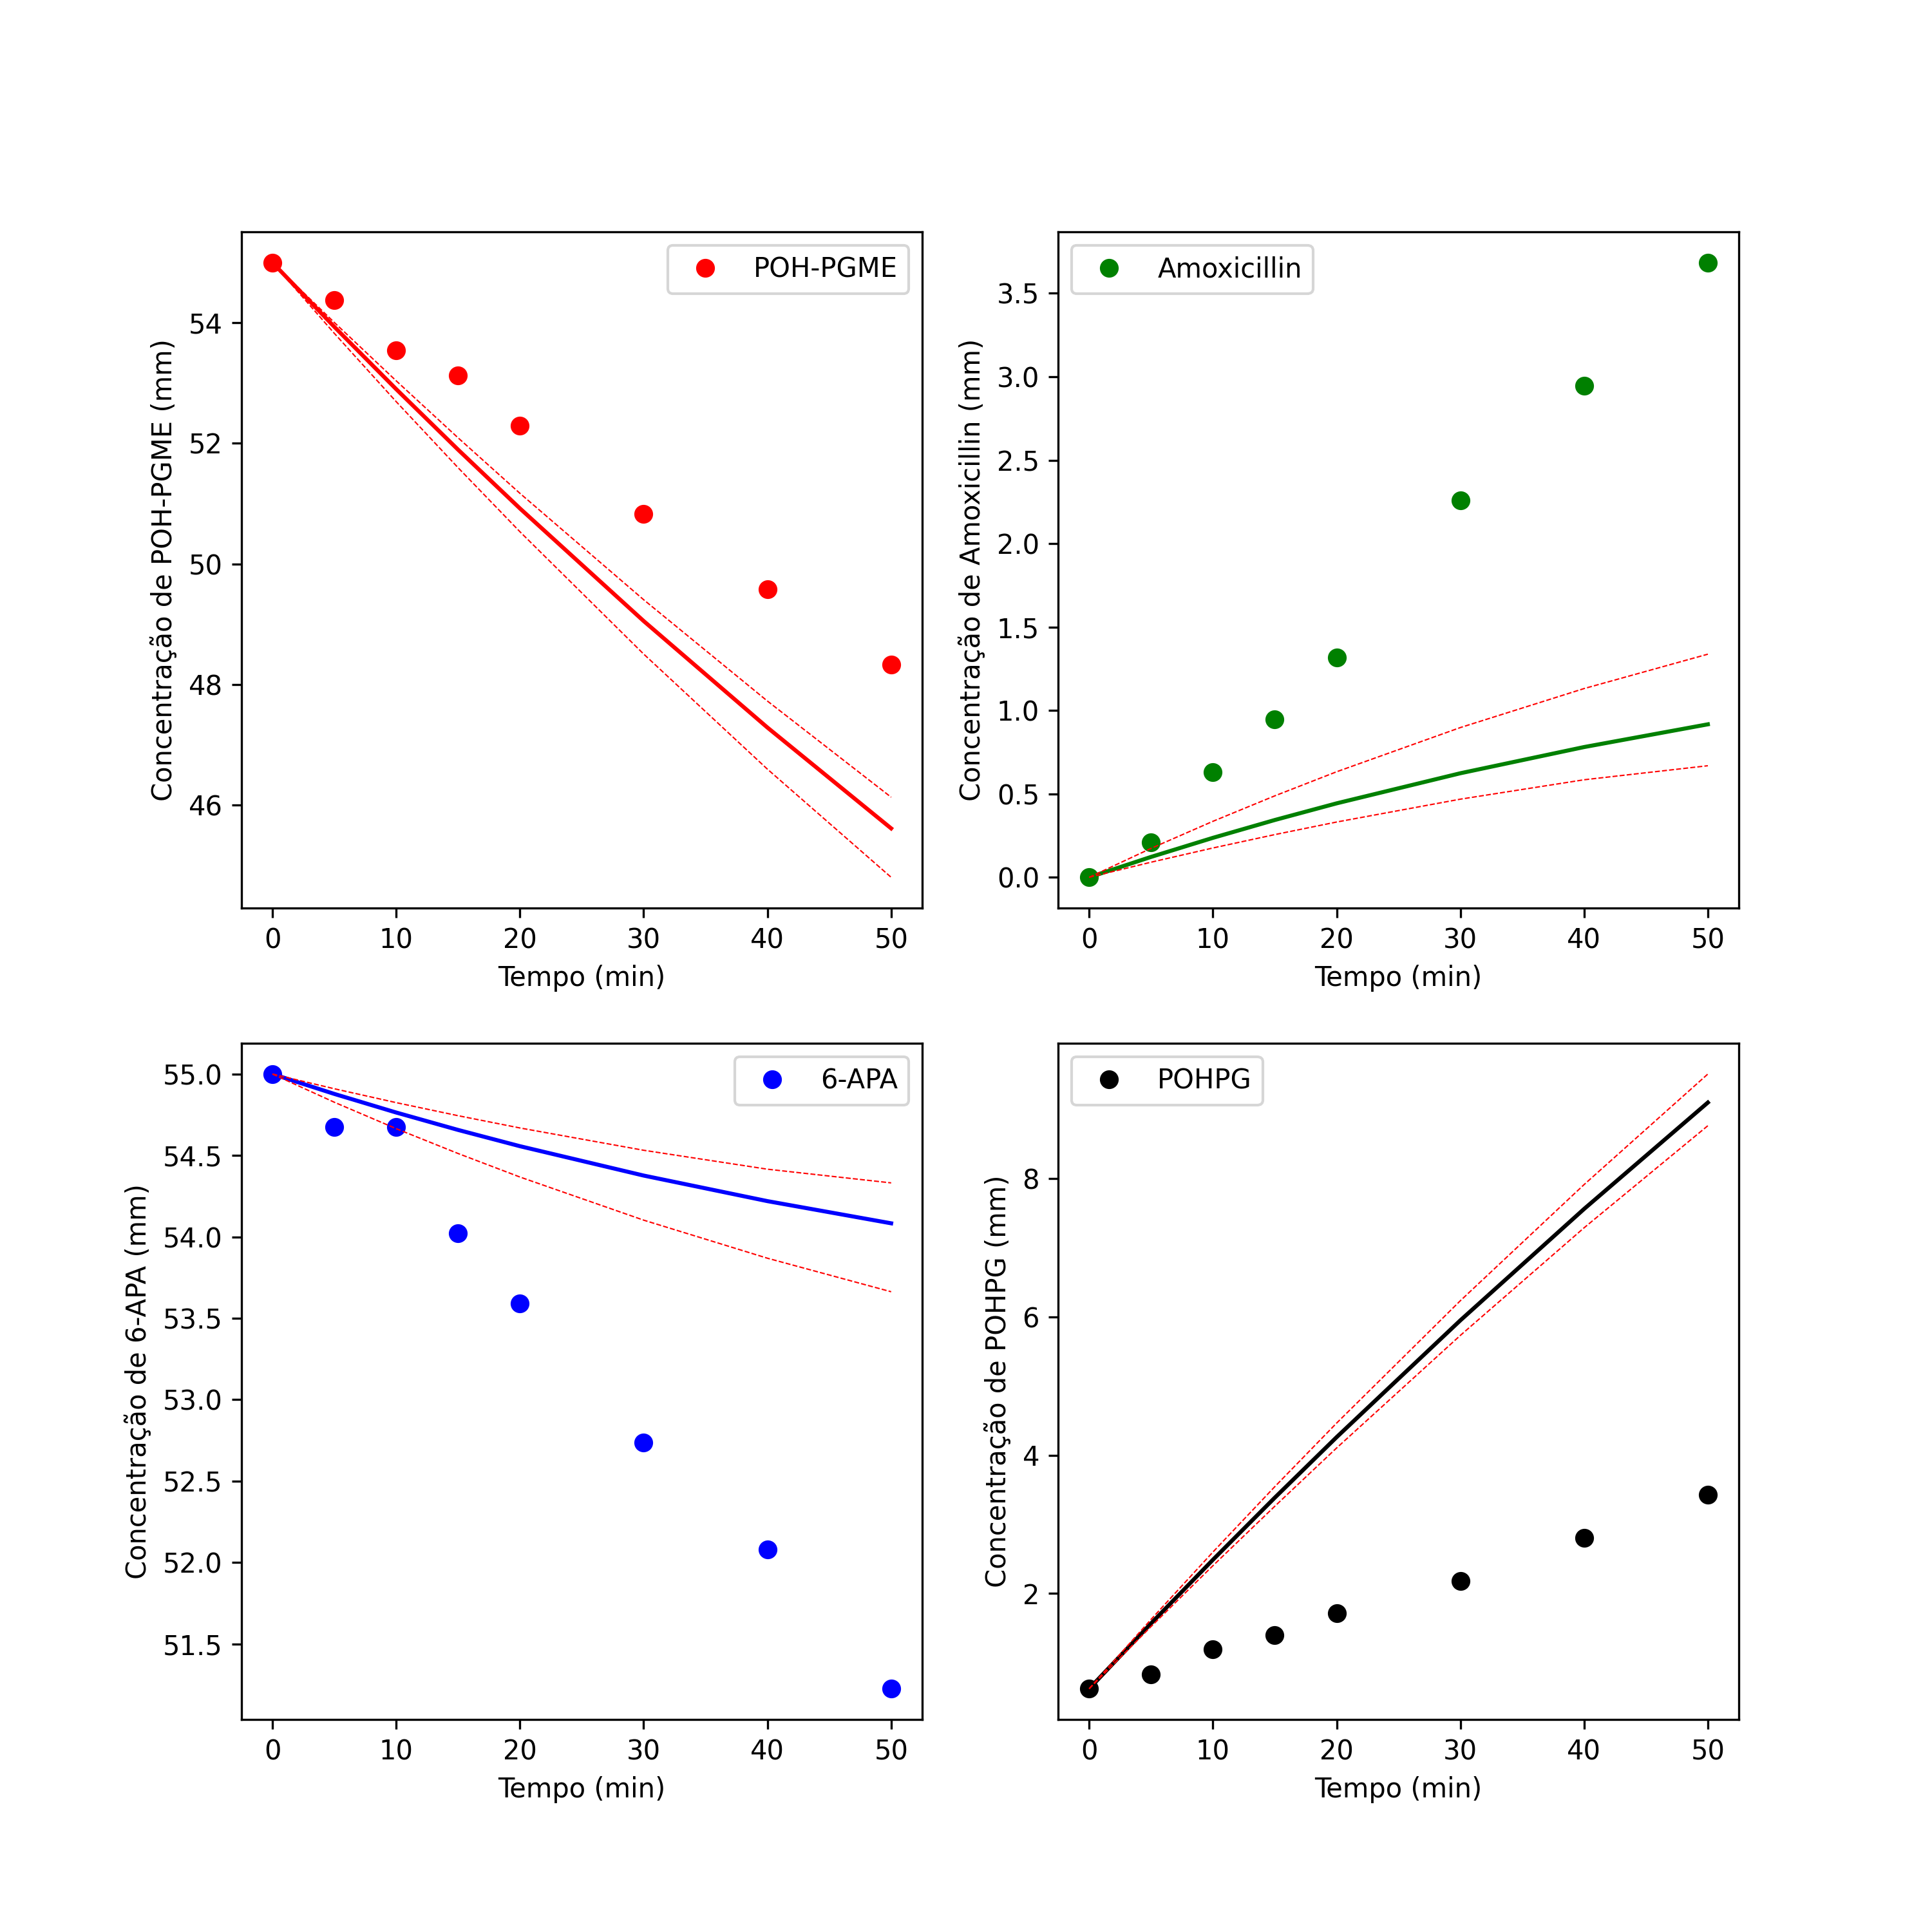 POH-PGME
Concentração de POH-PGME (mm)
54
52
50
48
46
0 10 20 30 40 50
Tempo (min)
Amoxicillin
Concentração de Amoxicillin (mm)
3.5
3.0
2.5
2.0
1.5
1.0
0.5
0.0
0 10 20 30 40 50
Tempo (min)
6-APA
Concentração de 6-APA (mm)
55.0
54.5
54.0
53.5
53.0
52.5
52.0
51.5
0 10 20 30 40 50
Tempo (min)
POHPG
Concentração de POHPG (mm)
8
6
4
2
0 10 20 30 40 50
Tempo (min)